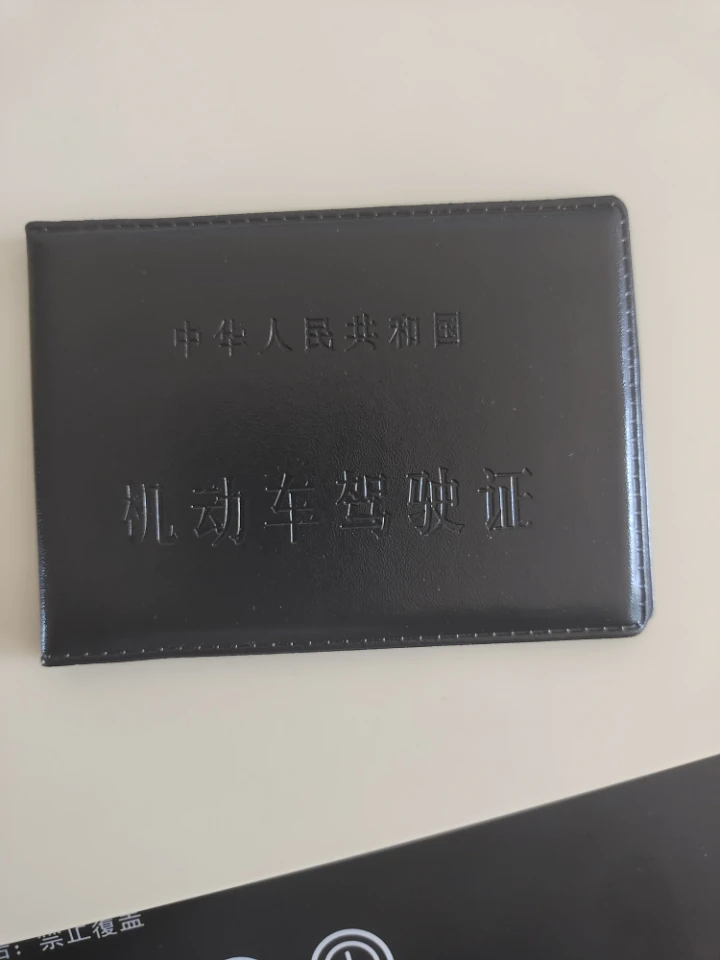 中华人民共和国
机动车驾驶证
禁止覆盖